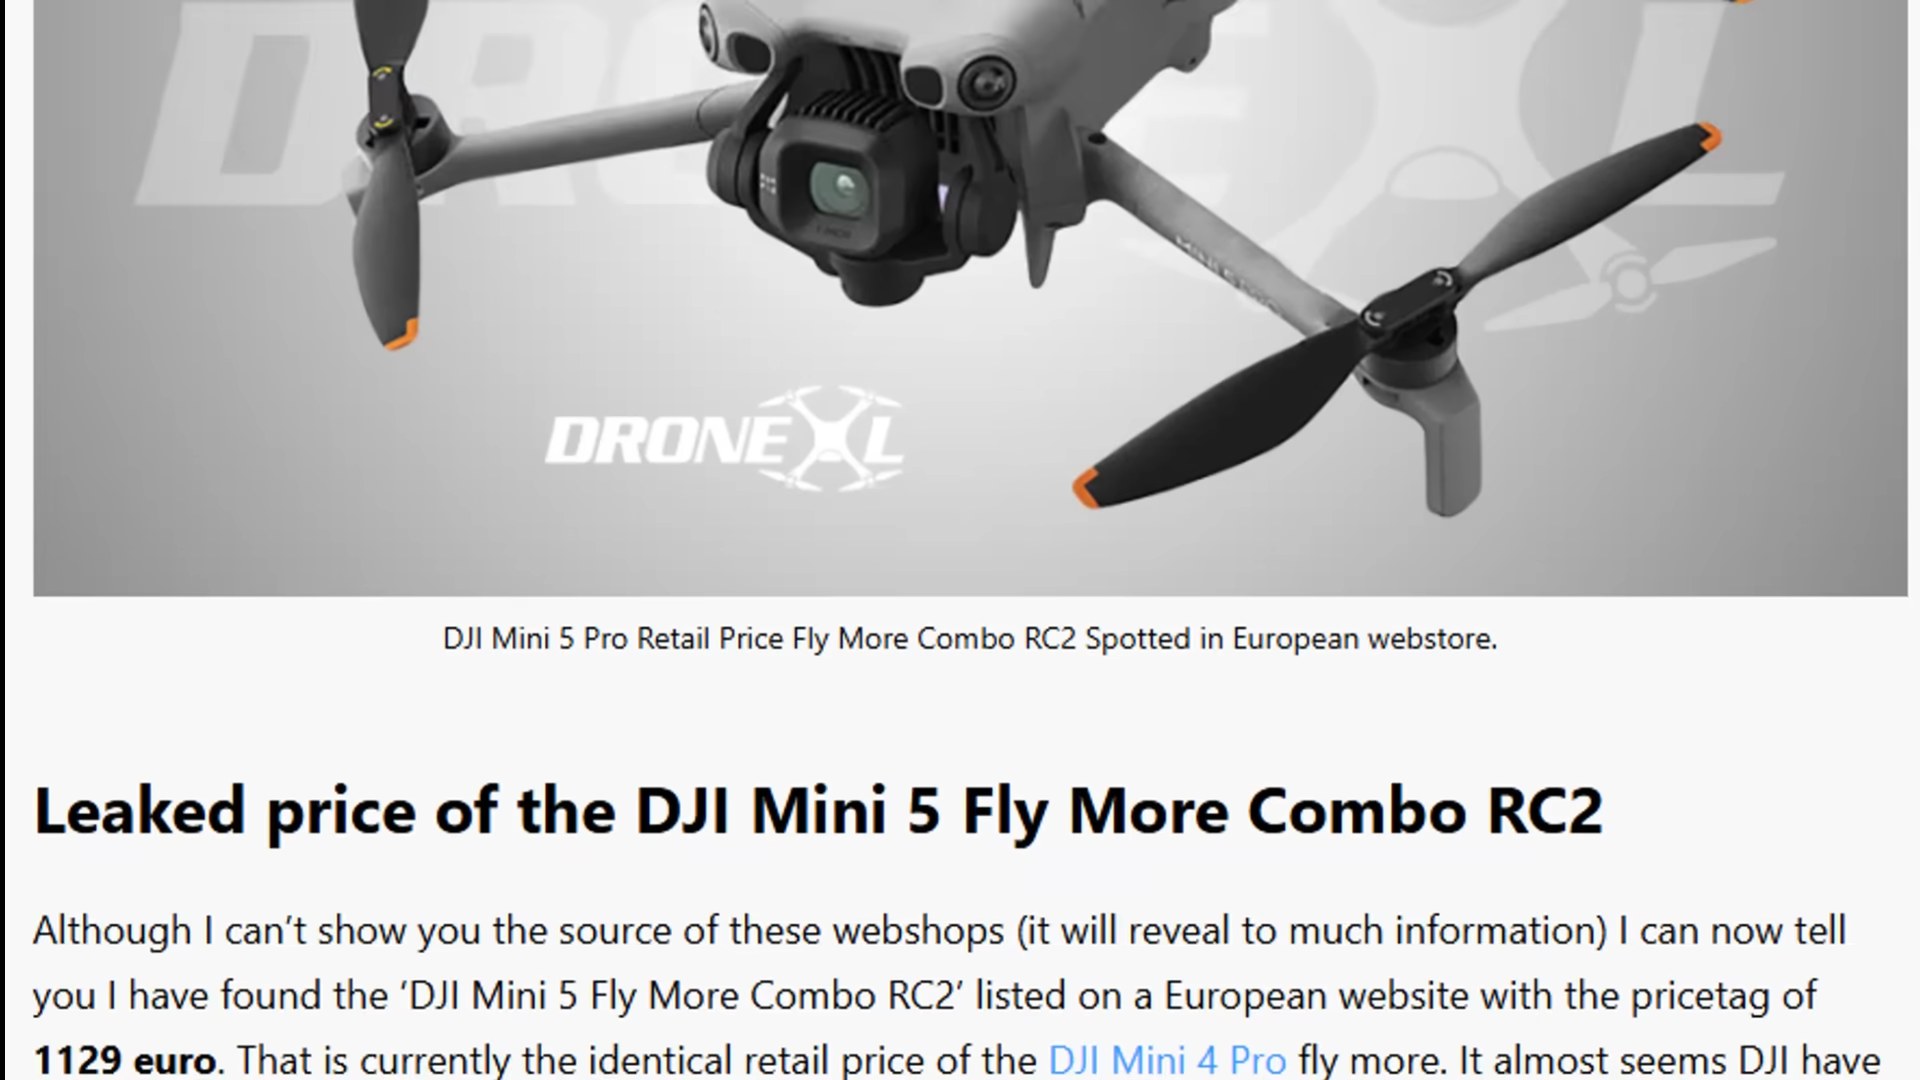 DRONEXL
DJI Mini 5 Pro Retail Price Fly More Combo RC2 Spotted in European webstore.
Leaked price of the DJI Mini 5 Fly More Combo RC2
Although I can’t show you the source of these webshops (it will reveal to much information) I can now tell
you I have found the ‘DJI Mini 5 Fly More Combo RC2’ listed on a European website with the pricetag of
1129 euro. That is currently the identical retail price of the DJI Mini 4 Pro fly more. It almost seems DJI have